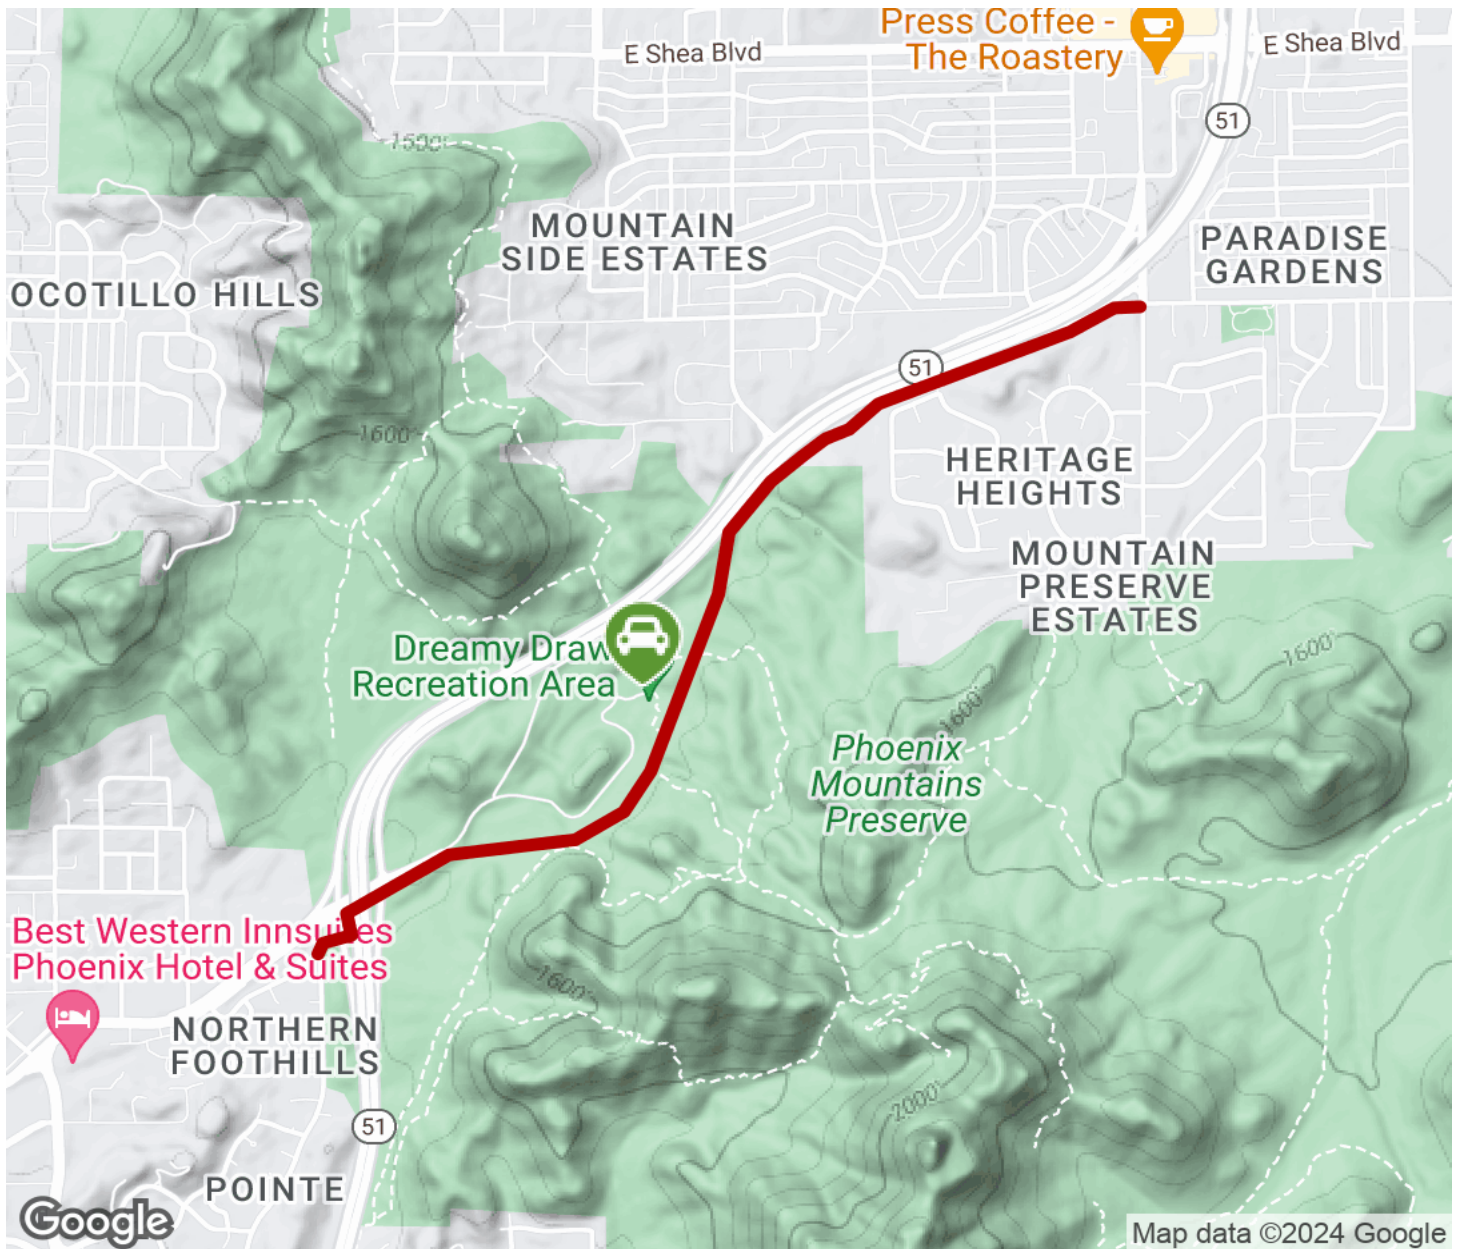 Press Coffee -
The Roastery
E Shea Blvd
E Shea Blvd
51
1600'
MOUNTAIN
SIDE ESTATES
PARADISE
GARDENS
OCOTILLO HILLS
51
1600'
HERITAGE
HEIGHTS
MOUNTAIN
PRESERVE
ESTATES
Dreamy Draw
Recreation Area
1600'
1600'
Phoenix
Mountains
Preserve
Best Western Innsuites
Phoenix Hotel & Suites
1600'
NORTHERN
FOOTHILLS
2000'
51
POINTE
Google
Map data ©2024 Google